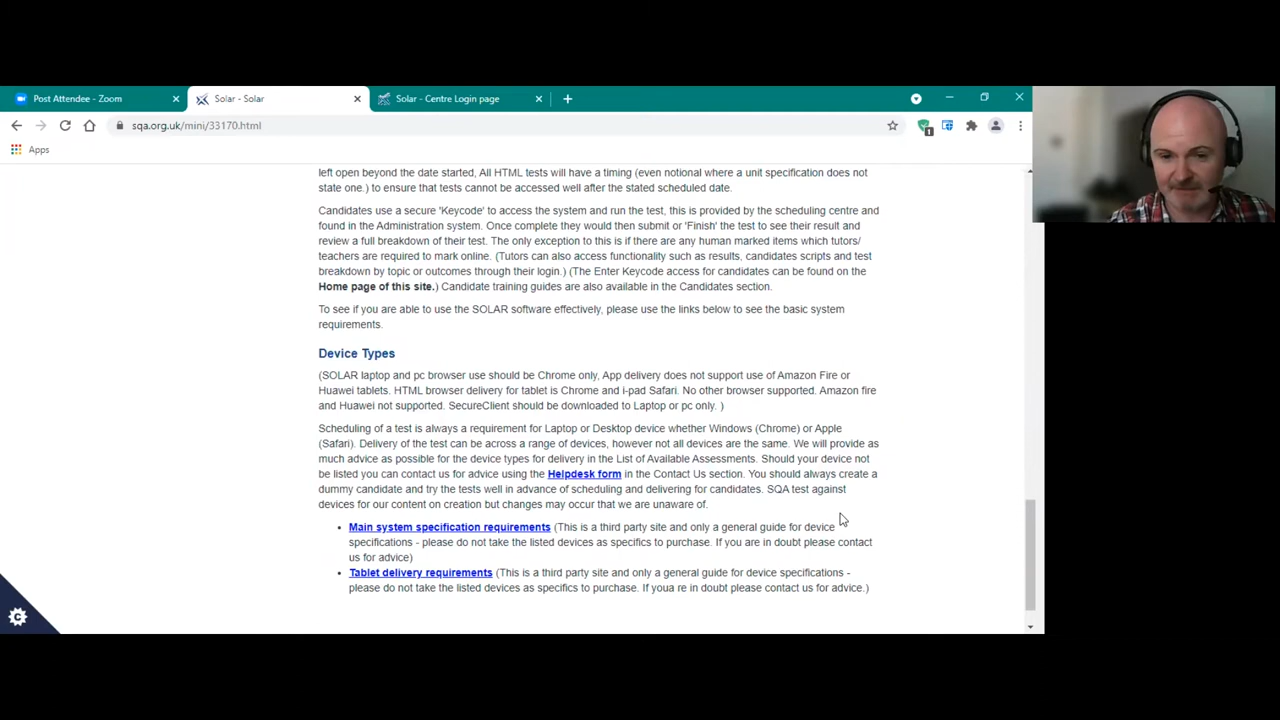 Post Attendee - Zoom
Solar - Solar
Solar - Centre Login page
sqa.org.uk/mini/33170.html
1
Apps
left open beyond the date started, All HTML tests will have a timing (even notional where a unit specification does not
state one.) to ensure that tests cannot be accessed well after the stated scheduled date.
Candidates use a secure 'Keycode' to access the system and run the test, this is provided by the scheduling centre and
found in the Administration system. Once complete they would then submit or 'Finish' the test to see their result and
review a full breakdown of their test. The only exception to this is if there are any human marked items which tutors/
teachers are required to mark online. (Tutors can also access functionality such as results, candidates scripts and test
breakdown by topic or outcomes through their login.) (The Enter Keycode access for candidates can be found on the
Home page of this site.) Candidate training guides are also available in the Candidates section.
To see if you are able to use the SOLAR software effectively, please use the links below to see the basic system
requirements.
Device Types
(SOLAR laptop and pc browser use should be Chrome only, App delivery does not support use of Amazon Fire or
Huawei tablets. HTML browser delivery for tablet is Chrome and i-pad Safari. No other browser supported. Amazon fire
and Huawei not supported. SecureClient should be downloaded to Laptop or pc only. )
Scheduling of a test is always a requirement for Laptop or Desktop device whether Windows (Chrome) or Apple
(Safari). Delivery of the test can be across a range of devices, however not all devices are the same. We will provide as
much advice as possible for the device types for delivery in the List of Available Assessments. Should your device not
be listed you can contact us for advice using the Helpdesk form in the Contact Us section. You should always create a
dummy candidate and try the tests well in advance of scheduling and delivering for candidates. SQA test against
devices for our content on creation but changes may occur that we are unaware of.
• Main system specification requirements (This is a third party site and only a general guide for device
specifications - please do not take the listed devices as specifics to purchase. If you are in doubt please contact
us for advice)
• Tablet delivery requirements (This is a third party site and only a general guide for device specifications -
please do not take the listed devices as specifics to purchase. If youa re in doubt please contact us for advice.)
C